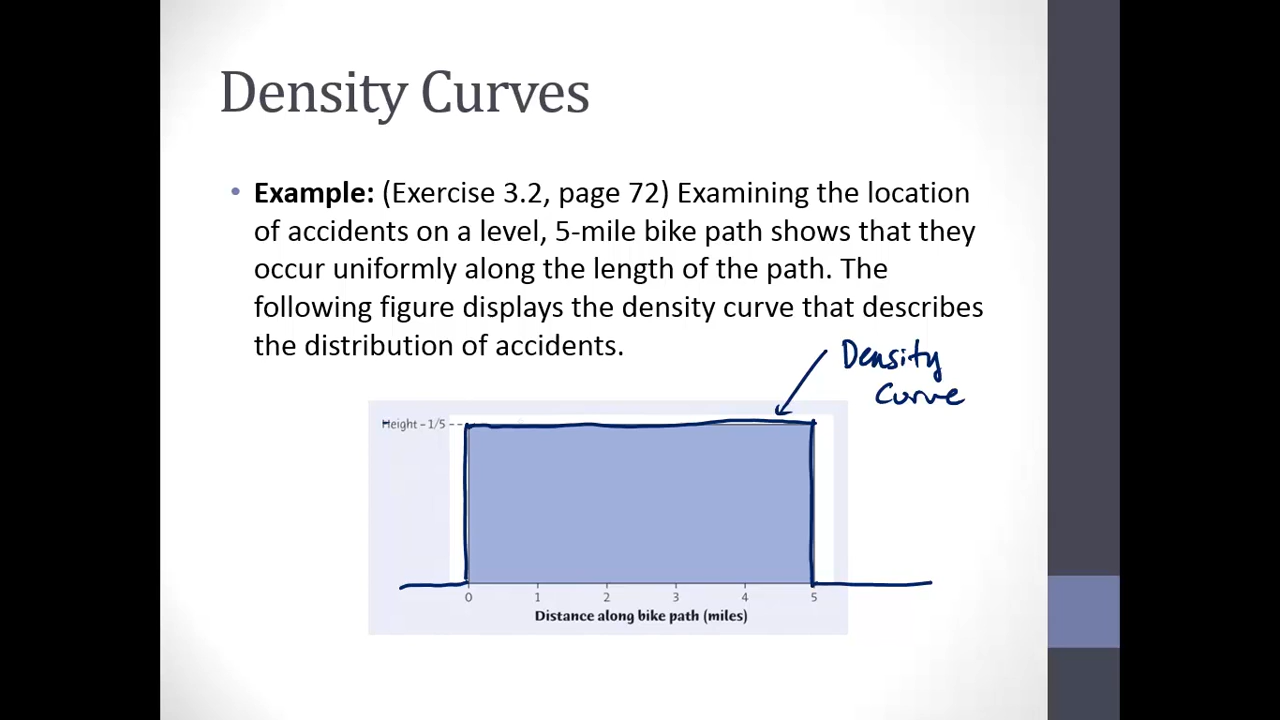 Density Curves
• Example: (Exercise 3.2, page 72) Examining the location
of accidents on a level, 5-mile bike path shows that they
occur uniformly along the length of the path. The
following figure displays the density curve that describes
the distribution of accidents.
Density
Curve
Height – 1/5
0 1 2 3 4 5
Distance along bike path (miles)